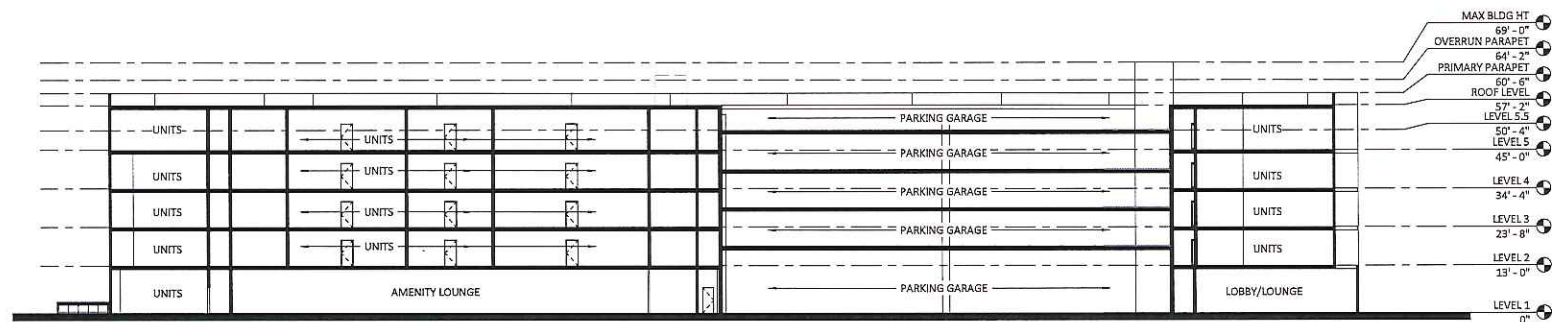 MAX BLDG HT
69' - 0"
OVERRUN PARAPET
64' - 2"
PRIMARY PARAPET
60' - 6"
ROOF LEVEL
57' - 2"
LEVEL 5.5
50' - 4"
LEVEL 5
45' - 0"
LEVEL 4
34' - 4"
LEVEL 3
23' - 8"
LEVEL 2
13' - 0"
LEVEL 1
0"
UNITS
UNITS
PARKING GARAGE
UNITS
PARKING GARAGE
UNITS
UNITS
UNITS
PARKING GARAGE
UNITS
UNITS
UNITS
UNITS
PARKING GARAGE
UNITS
UNITS
UNITS
UNITS
AMENITY LOUNGE
PARKING GARAGE
LOBBY/LOUNGE